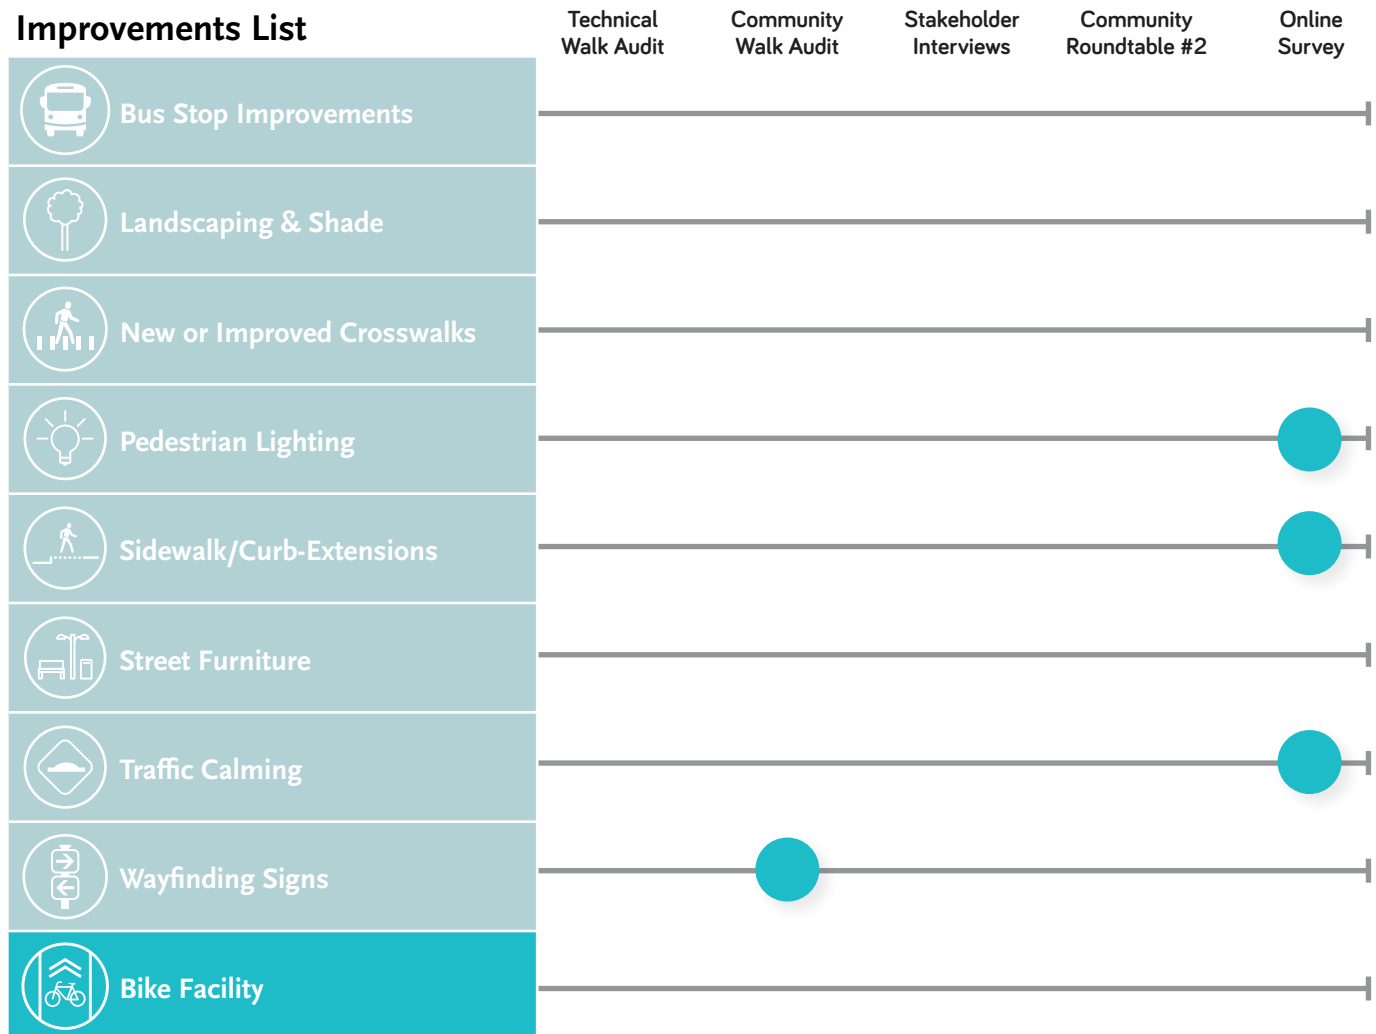 Improvements List
Technical
Walk Audit
Community
Walk Audit
Stakeholder
Interviews
Community
Roundtable #2
Online
Survey
Bus Stop Improvements
Landscaping & Shade
New or Improved Crosswalks
Pedestrian Lighting
Sidewalk/Curb-Extensions
Street Furniture
Traffic Calming
Wayfinding Signs
Bike Facility